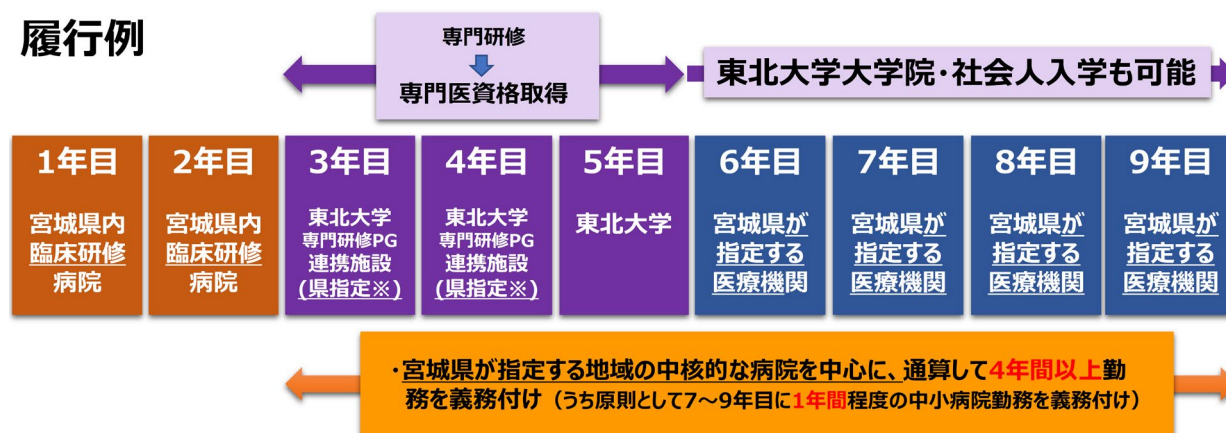 履行例
専門研修
専門医資格取得
東北大学大学院・社会人入学も可能
1年目
宮城県内
臨床研修
病院
2年目
宮城県内
臨床研修
病院
3年目
東北大学
専門研修PG
連携施設
(県指定※)
4年目
東北大学
専門研修PG
連携施設
(県指定※)
5年目
東北大学
6年目
宮城県が
指定する
医療機関
7年目
宮城県が
指定する
医療機関
8年目
宮城県が
指定する
医療機関
9年目
宮城県が
指定する
医療機関
・宮城県が指定する地域の中核的な病院を中心に、通算して4年間以上勤
務を義務付け（うち原則として7～9年目に1年間程度の中小病院勤務を義務付け）